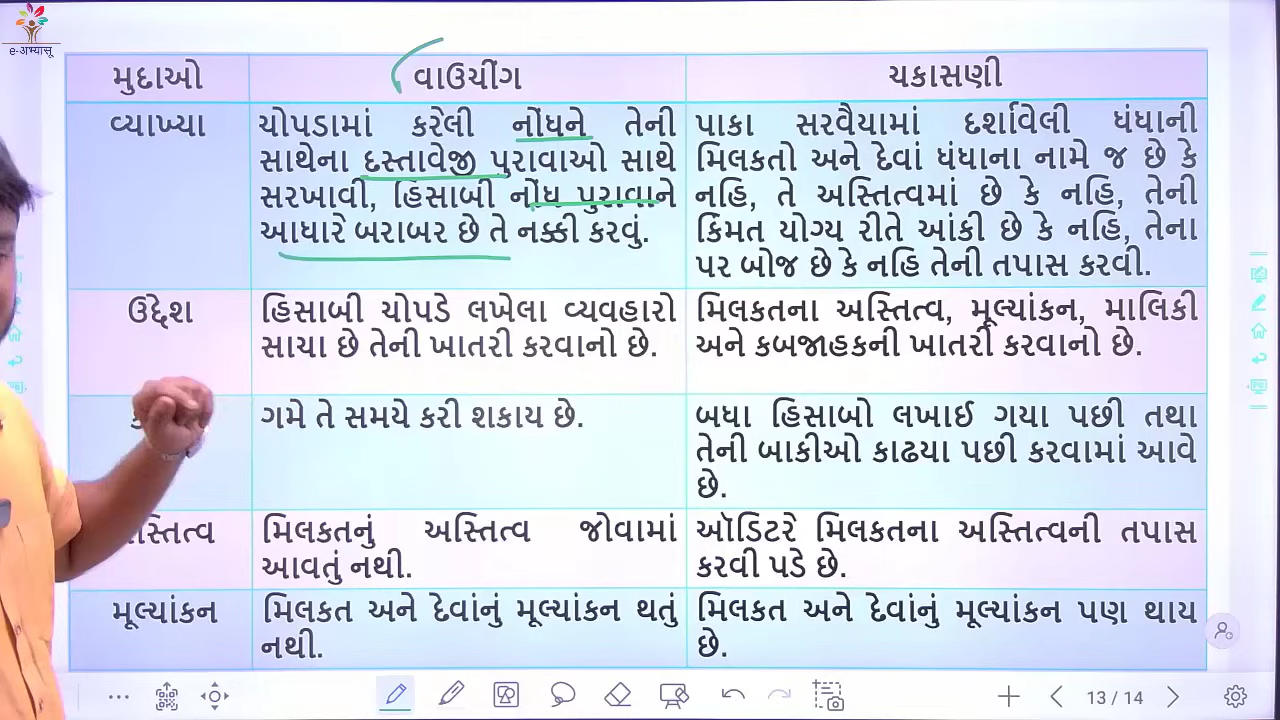 e-अभ्यासू
મુદાઓ વાઉચીંગ ચકાસણી
વ્યાખ્યા
ચોપડામાં કરેલી નોંધને તેની
સાથેના દસ્તાવેજી પુરાવાઓ સાથે
સરખાવી, હિસાબી નોંધ પુરાવાને
આધારે બરાબર છે તે નક્કી કરવું.
પાકા સરવૈયામાં દર્શાવેલી ધંધાની
મિલકતો અને દેવાં ધંધાના નામે જ છે કે
નહિ, તે અસ્તિત્વમાં છે કે નહિ, તેની
કિંમત યોગ્ય રીતે આંકી છે કે નહિ, તેના
પર બોજ છે કે નહિ તેની તપાસ કરવી.
ઉદ્દેશ
હિસાબી ચોપડે લખેલા વ્યવહારો
સાચા છે તેની ખાતરી કરવાનો છે.
મિલકતના અસ્તિત્વ, મૂલ્યાંકન, માલિકી
અને કબજાહકની ખાતરી કરવાનો છે.
ગમે તે સમયે કરી શકાય છે.
બધા હિસાબો લખાઈ ગયા પછી તથા
તેની બાકીઓ કાઢયા પછી કરવામાં આવે
છે.
મિલકતનું અસ્તિત્વ જોવામાં
આવતું નથી.
ઑડિટરે મિલકતના અસ્તિત્વની તપાસ
કરવી પડે છે.
મૂલ્યાંકન
મિલકત અને દેવાંનું મૂલ્યાંકન થતું
નથી.
મિલકત અને દેવાંનું મૂલ્યાંકન પણ થાય
છે.
13 / 14